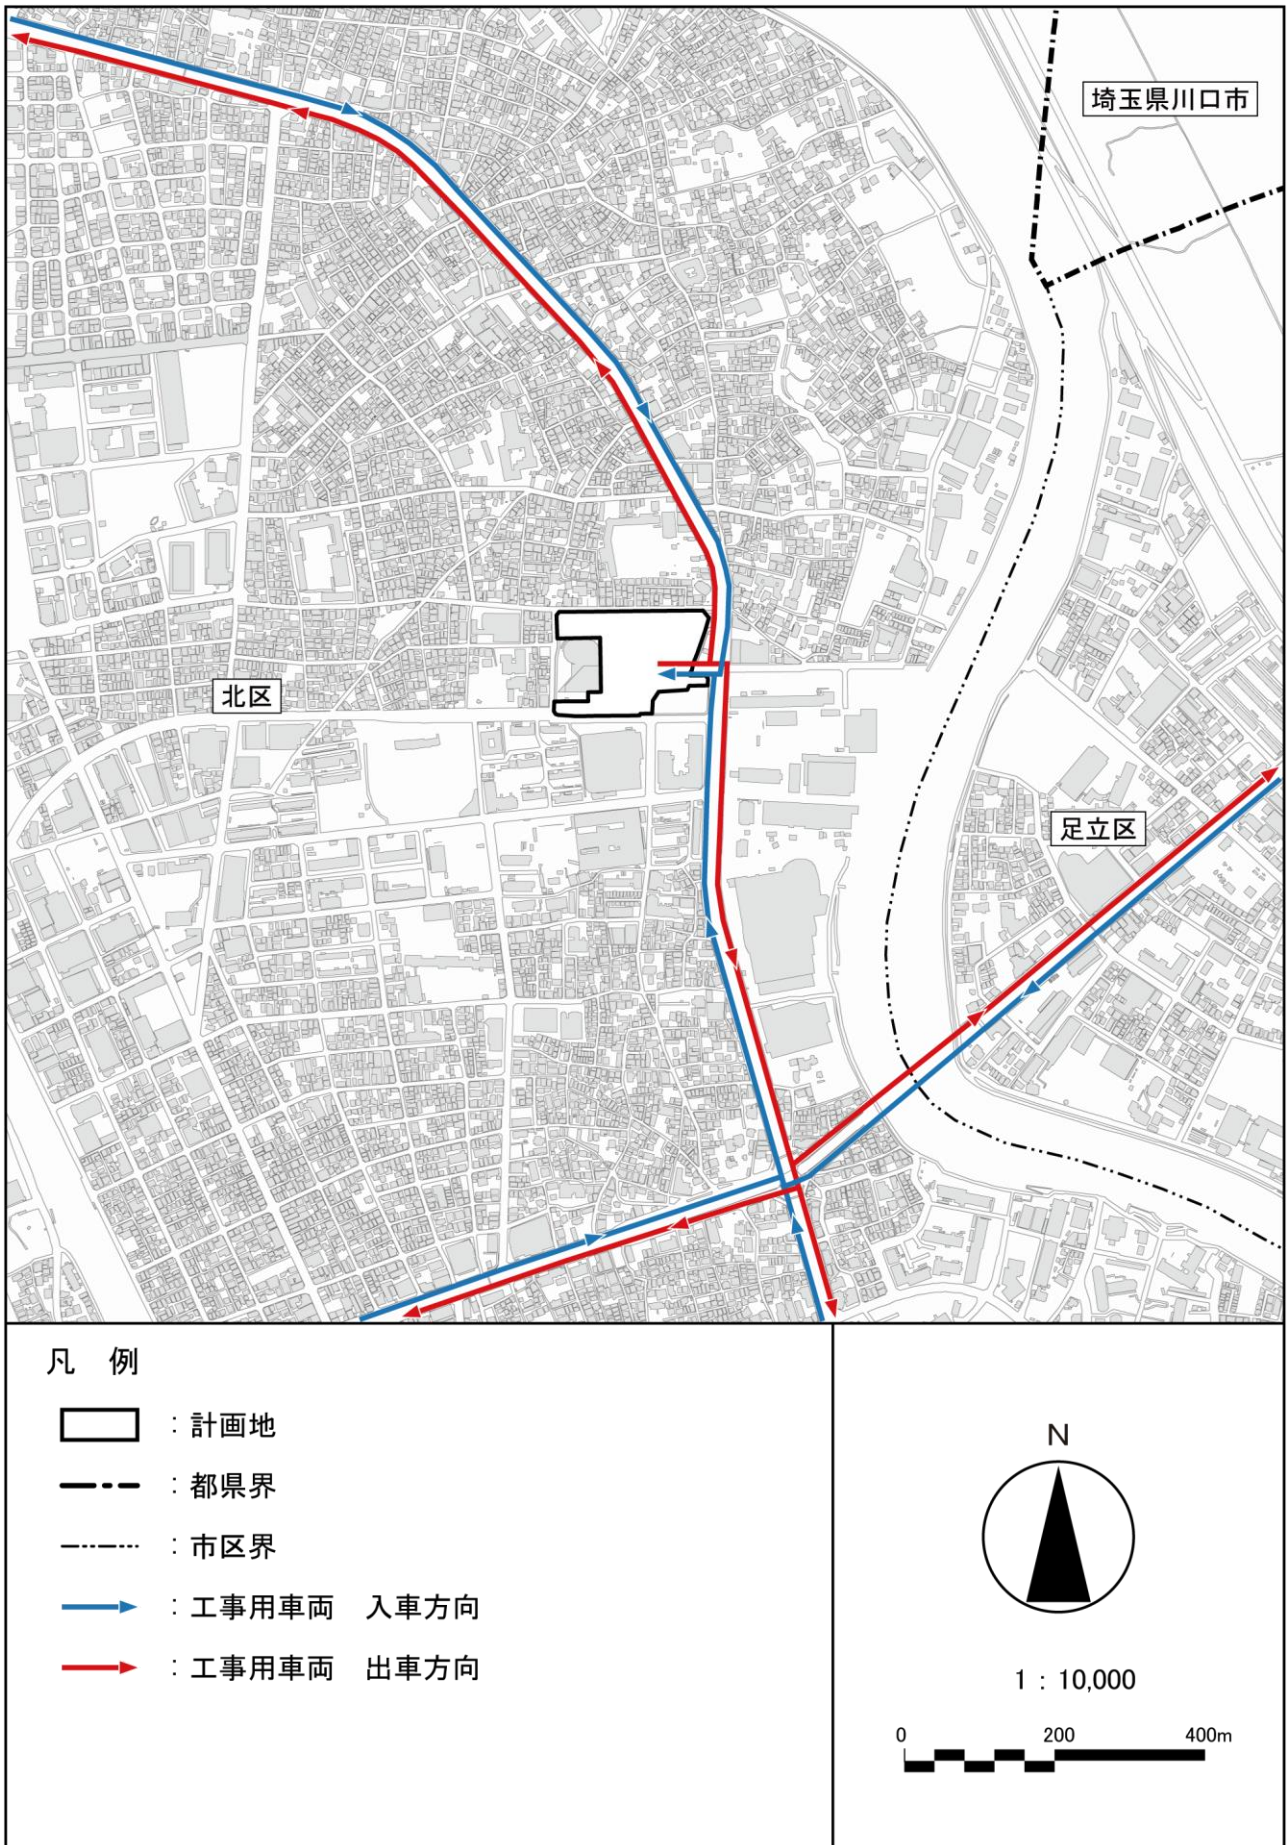 埼玉県川口市
北区
足立区
凡　例
：計画地
：都県界
：市区界
：工事用車両　入車方向
：工事用車両　出車方向
N
1：10,000
0　200　400m